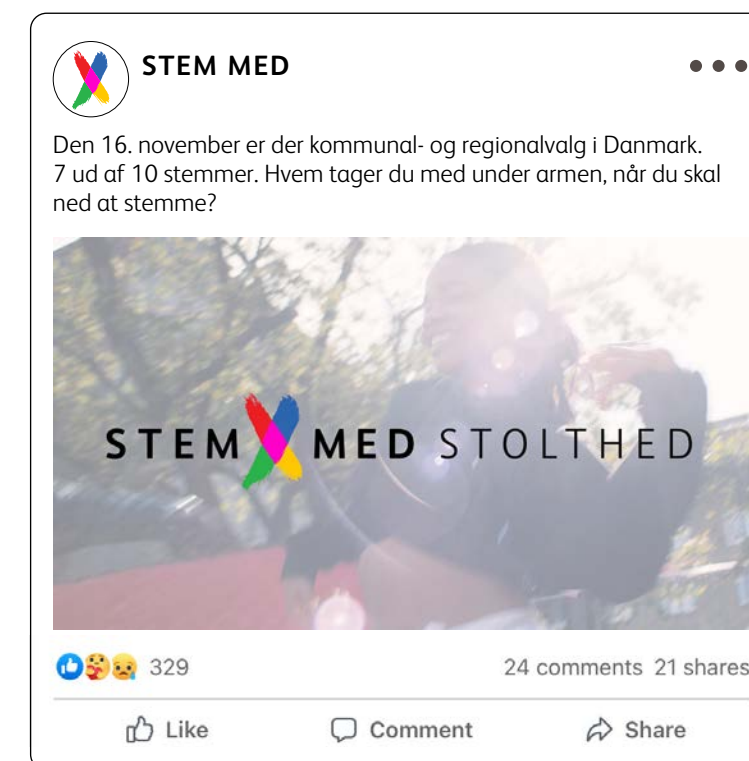 STEM MED
Den 16. november er der kommunal- og regionalvalg i Danmark.
7 ud af 10 stemmer. Hvem tager du med under armen, når du skal
ned at stemme?
STEM X MED STOLTHED
329
24 comments 21 shares
Like
Comment
Share